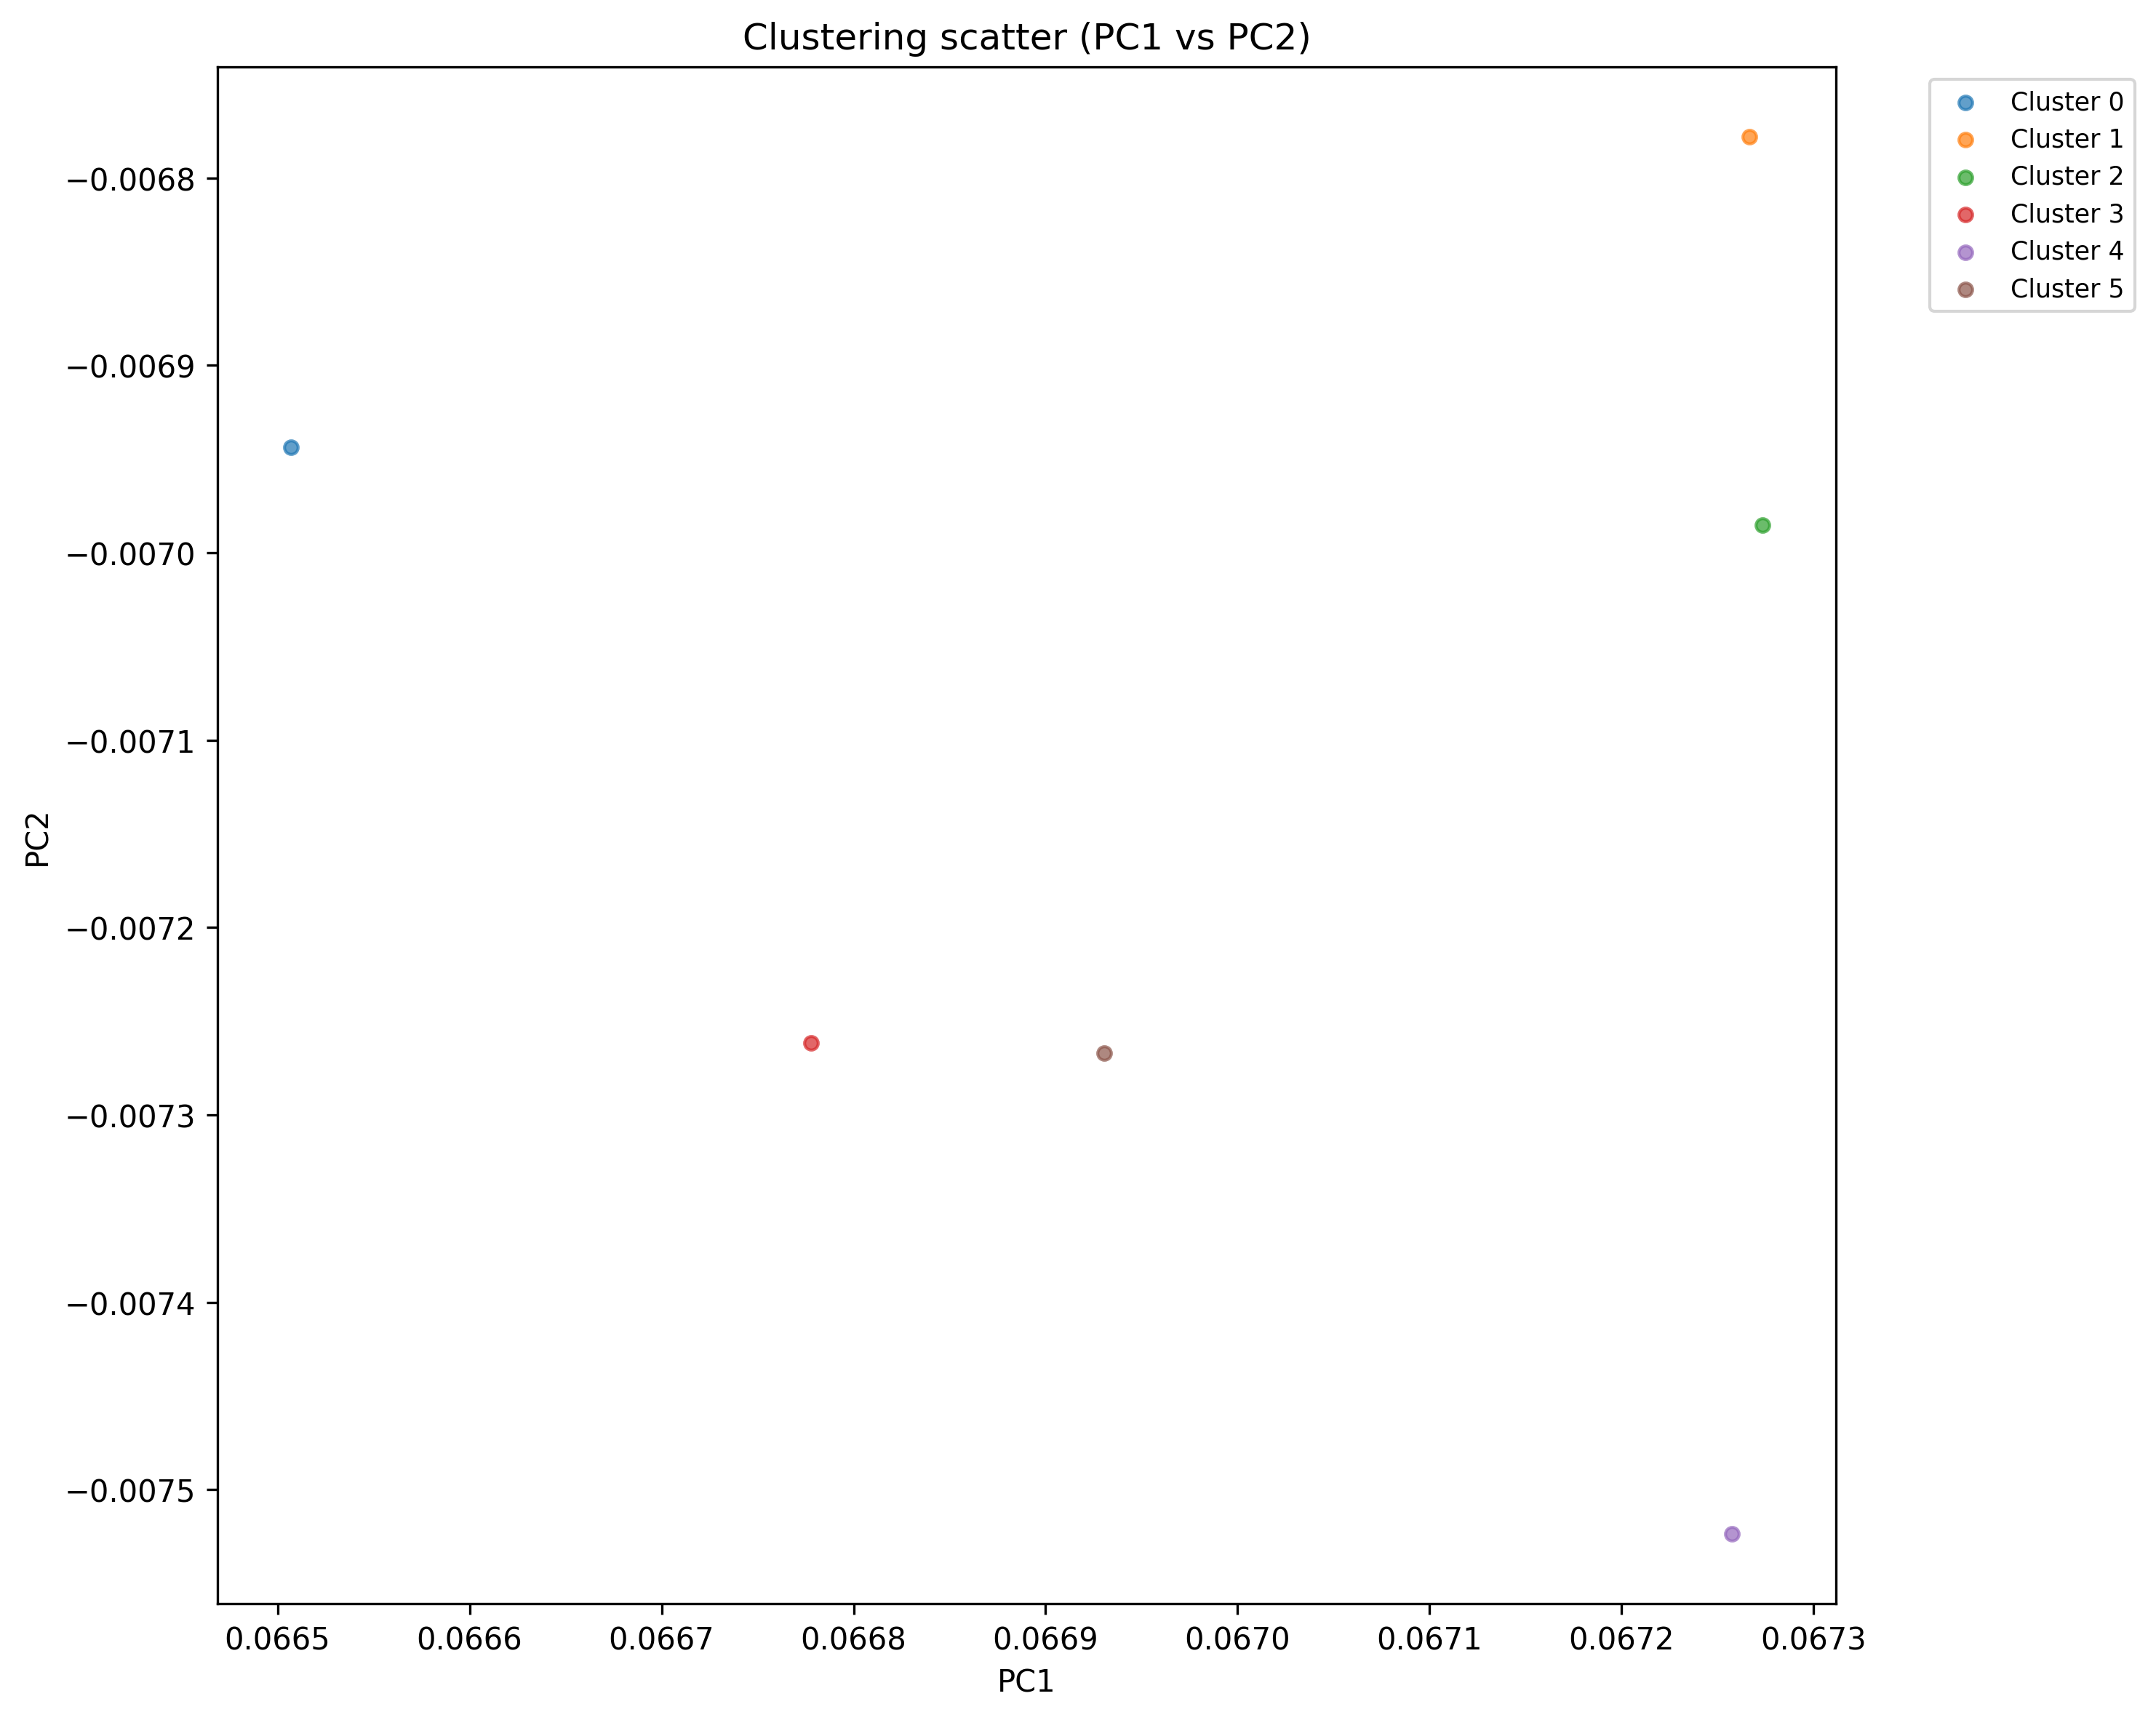 Clustering scatter (PC1 vs PC2)
Cluster 0
Cluster 1
Cluster 2
Cluster 3
Cluster 4
Cluster 5
PC2
−0.0068
−0.0069
−0.0070
−0.0071
−0.0072
−0.0073
−0.0074
−0.0075
0.0665 0.0666 0.0667 0.0668 0.0669 0.0670 0.0671 0.0672 0.0673
PC1